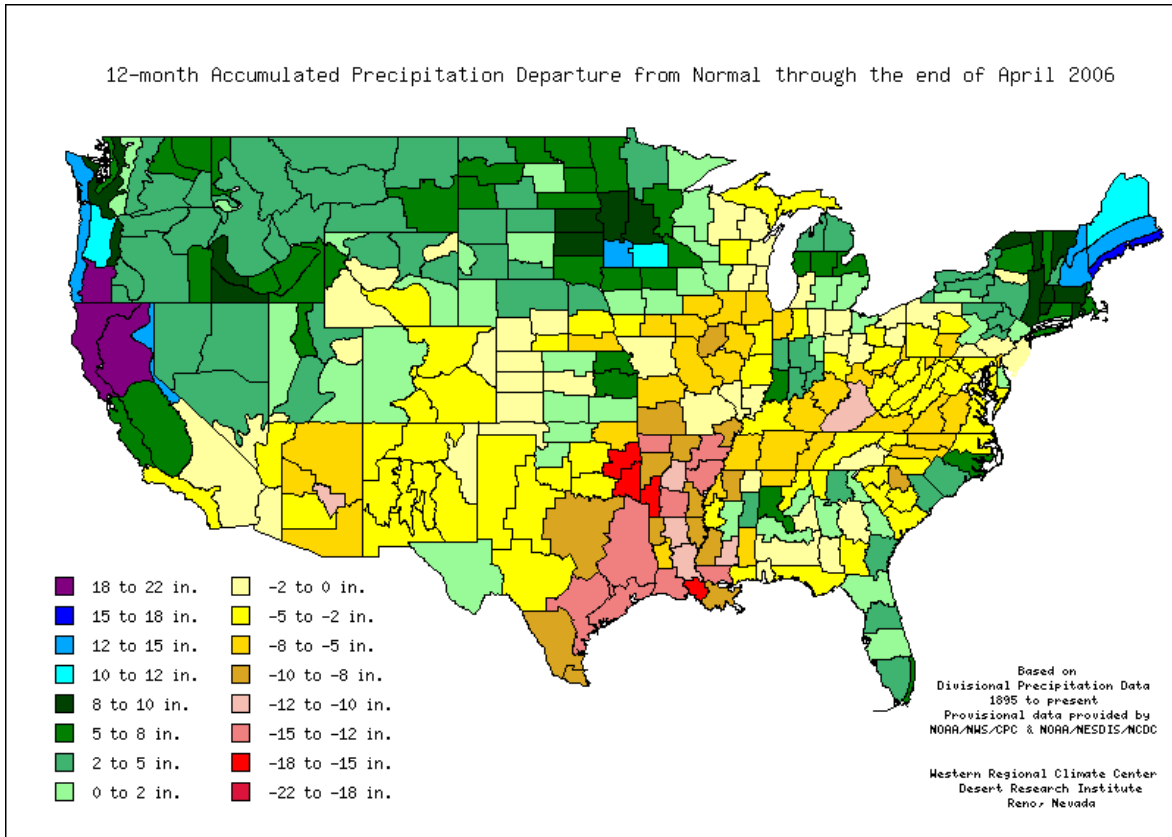 12-month Accumulated Precipitation Departure from Normal through the end of April 2006
18 to 22 in.
15 to 18 in.
12 to 15 in.
10 to 12 in.
8 to 10 in.
5 to 8 in.
2 to 5 in.
0 to 2 in.
-2 to 0 in.
-5 to -2 in.
-8 to -5 in.
-10 to -8 in.
-12 to -10 in.
-15 to -12 in.
-18 to -15 in.
-22 to -18 in.
Based on
Divisional Precipitation Data
1895 to present
Provisional data provided by
NOAA/NWS/CPC & NOAA/NESDIS/NCDC
Western Regional Climate Center
Desert Research Institute
Reno, Nevada